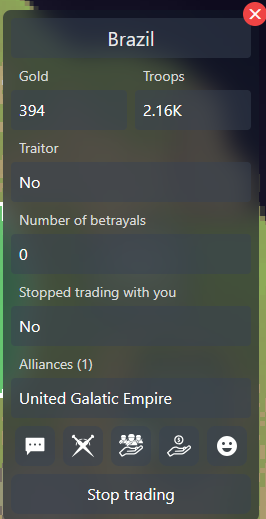 Brazil
Gold Troops
394 2.16K
Traitor
No
Number of betrayals
0
Stopped trading with you
No
Alliances (1)
United Galatic Empire
Stop trading